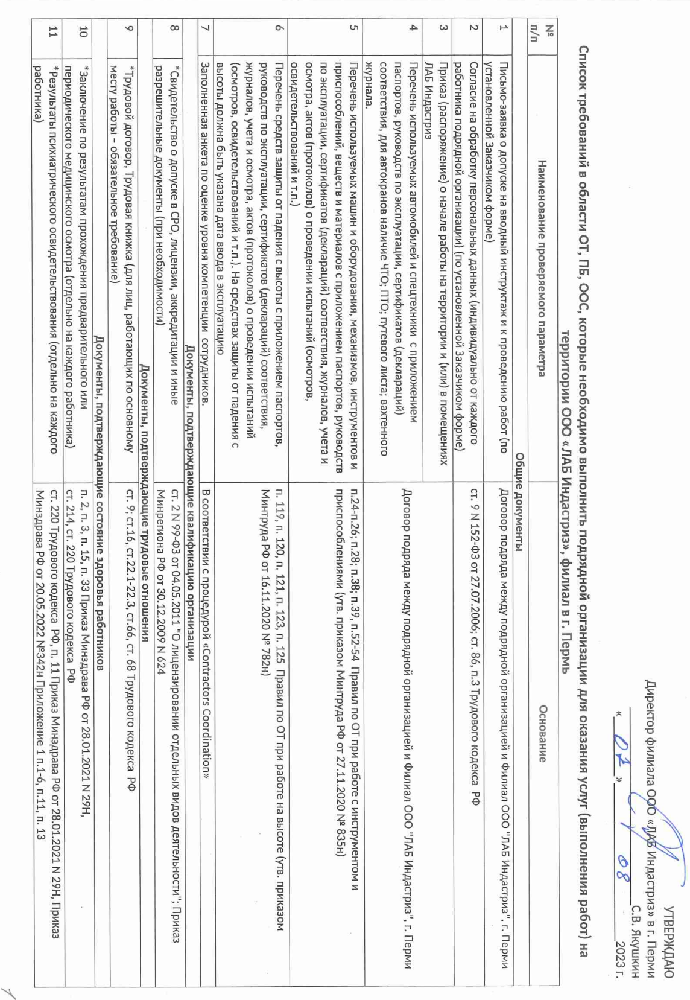 УТВЕРЖДАЮ
Директор филиала ООО «ЛАБ Индастриз» в г. Перми
С.В. Якушкин
« 07 » 08 2023 г.
Список требований в области ОТ, ПБ, ООС, которые необходимо выполнить подрядной организации для оказания услуг (выполнения работ) на
территории ООО «ЛАБ Индастриз», филиал в г. Пермь
№
п/п
Наименование проверяемого параметра
Основание
Общие документы
1
Письмо-заявка о допуске на вводный инструктаж и к проведению работ (по
установленной Заказчиком форме)
Договор подряда между подрядной организацией и Филиал ООО "ЛАБ Индастриз", г. Перми
2
Согласие на обработку персональных данных (индивидуально от каждого
работника подрядной организации) (по установленной Заказчиком форме)
ст. 9 N 152-ФЗ от 27.07.2006; ст. 86, п.3 Трудового кодекса РФ
3
Приказ (распоряжение) о начале работы на территории и (или) в помещениях
ЛАБ Индастриз
4
Перечень используемых автомобилей и спецтехники с приложением
паспортов, руководств по эксплуатации, сертификатов (деклараций)
соответствия, для автокранов наличие ЧТО; ПТО; путевого листа; вахтенного
журнала.
Договор подряда между подрядной организацией и Филиал ООО "ЛАБ Индастриз", г. Перми
5
Перечень используемых машин и оборудования, механизмов, инструментов и
приспособлений, веществ и материалов с приложением паспортов, руководств
по эксплуатации, сертификатов (деклараций) соответствия, журналов, учета и
осмотра, актов (протоколов) о проведении испытаний (осмотров,
освидетельствований и т.п.)
п.24-п.26; п.28; п.38; п.39, п.52-54 Правил по ОТ при работе с инструментом и
приспособлениями (утв. приказом Минтруда РФ от 27.11.2020 № 835н)
6
Перечень средств защиты от падения с высоты с приложением паспортов,
руководств по эксплуатации, сертификатов (деклараций) соответствия,
журналов, учета и осмотра, актов (протоколов) о проведении испытаний
(осмотров, освидетельствований и т.п.). На средствах защиты от падения с
высоты должна быть указана дата ввода в эксплуатацию
п. 119, п. 120, п. 121, п. 123, п. 125 Правил по ОТ при работе на высоте (утв. приказом
Минтруда РФ от 16.11.2020 № 782н)
7
Заполненная анкета по оценке уровня компетенции сотрудников.
В соответствии с процедурой «Contractors Coordination»
Документы, подтверждающие квалификацию организации
8
*Свидетельство о допуске в СРО, лицензии, аккредитации и иные
разрешительные документы (при необходимости)
ст. 2 N 99-ФЗ от 04.05.2011 "О лицензировании отдельных видов деятельности"; Приказ
Минрегиона РФ от 30.12.2009 N 624
Документы, подтверждающие трудовые отношения
9
*Трудовой договор, Трудовая книжка (для лиц, работающих по основному
месту работы – обязательное требование)
ст. 9; ст.16, ст.22.1-22.3, ст.66, ст. 68 Трудового кодекса РФ
Документы, подтверждающие состояние здоровья работников
10
*Заключение по результатам прохождения предварительного или
периодического медицинского осмотра (отдельно на каждого работника)
п. 2, п. 3, п. 15, п. 33 Приказ Минздрава РФ от 28.01.2021 N 29Н,
ст. 214, ст. 220 Трудового кодекса РФ
11
*Результаты психиатрического освидетельствования (отдельно на каждого
работника)
ст. 220 Трудового кодекса РФ, п. 11 Приказ Минздрава РФ от 28.01.2021 N 29Н, Приказ
Минздрава РФ от 20.05.2022 №342н Приложение 1 п.1-6, п.11, п. 13
1